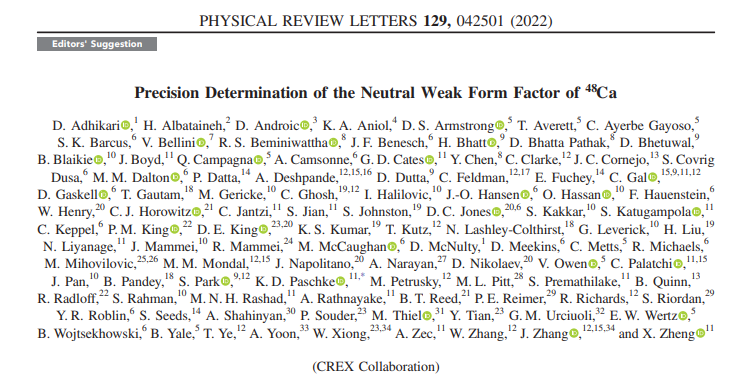 PHYSICAL REVIEW LETTERS 129, 042501 (2022)
Editors' Suggestion
Precision Determination of the Neutral Weak Form Factor of ⁴⁸Ca
D. Adhikari,¹ H. Albataineh,² D. Androic,³ K. A. Aniol,⁴ D. S. Armstrong,⁵ T. Averett,⁵ C. Ayerbe Gayoso,⁵
S. K. Barcus,⁶ V. Bellini,⁷ R. S. Beminiwattha,⁸ J. F. Benesch,⁶ H. Bhatt,⁹ D. Bhatta Pathak,⁸ D. Bhetuwal,⁹
B. Blaikie,¹⁰ J. Boyd,¹¹ Q. Campagna,⁵ A. Camsonne,⁶ G. D. Cates,¹¹ Y. Chen,⁸ C. Clarke,¹² J. C. Cornejo,¹³ S. Covrig
Dusa,⁶ M. M. Dalton,⁶ P. Datta,¹⁴ A. Deshpande,¹²,¹⁵,¹⁶ D. Dutta,⁹ C. Feldman,¹²,¹⁷ E. Fuchey,¹⁴ C. Gal,¹⁵,⁹,¹¹,¹²
D. Gaskell,⁶ T. Gautam,¹⁸ M. Gericke,¹⁰ C. Ghosh,¹⁹,¹² I. Halilovic,¹⁰ J.-O. Hansen,⁶ O. Hassan,¹⁰ F. Hauenstein,⁶
W. Henry,²⁰ C. J. Horowitz,²¹ C. Jantzi,¹¹ S. Jian,¹¹ S. Johnston,¹⁹ D. C. Jones,²⁰,⁶ S. Kakkar,¹⁰ S. Katugampola,¹¹
C. Keppel,⁶ P. M. King,²² D. E. King,²³,²⁰ K. S. Kumar,¹⁹ T. Kutz,¹² N. Lashley-Colthirst,¹⁸ G. Leverick,¹⁰ H. Liu,¹⁹
N. Liyanage,¹¹ J. Mammei,¹⁰ R. Mammei,²⁴ M. McCaughan,⁶ D. McNulty,¹ D. Meekins,⁶ C. Metts,⁵ R. Michaels,⁶
M. Mihovilovic,²⁵,²⁶ M. M. Mondal,¹²,¹⁵ J. Napolitano,²⁰ A. Narayan,²⁷ D. Nikolaev,²⁰ V. Owen,⁵ C. Palatchi,¹¹,¹⁵
J. Pan,¹⁰ B. Pandey,¹⁸ S. Park,⁹,¹² K. D. Paschke,¹¹,* M. Petrusky,¹² M. L. Pitt,²⁸ S. Premathilake,¹¹ B. Quinn,¹³
R. Radloff,²² S. Rahman,¹⁰ M. N. H. Rashad,¹¹ A. Rathnayake,¹¹ B. T. Reed,²¹ P. E. Reimer,²⁹ R. Richards,¹² S. Riordan,²⁹
Y. R. Roblin,⁶ S. Seeds,¹⁴ A. Shahinyan,³⁰ P. Souder,²³ M. Thiel,³¹ Y. Tian,²³ G. M. Urciuoli,³² E. W. Wertz,⁵
B. Wojtsekhowski,⁶ B. Yale,⁵ T. Ye,¹² A. Yoon,³³ W. Xiong,²³,³⁴ A. Zec,¹¹ W. Zhang,¹² J. Zhang,¹²,¹⁵,³⁴ and X. Zheng¹¹
(CREX Collaboration)